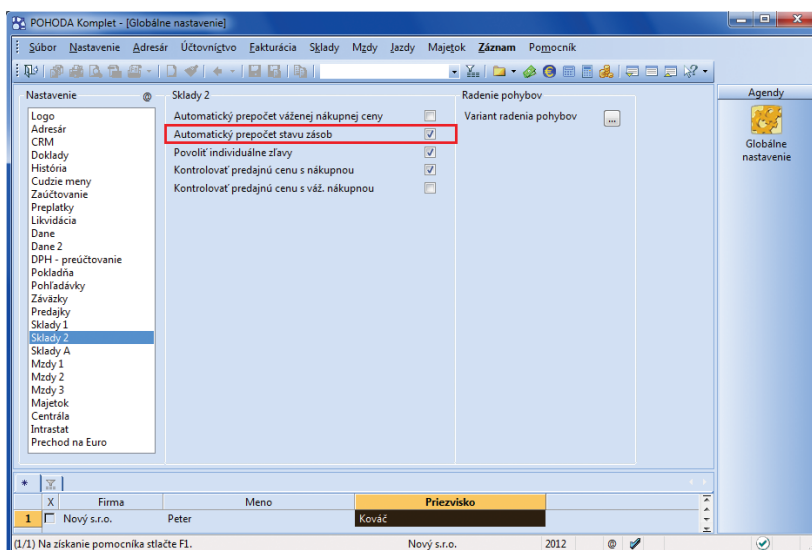 POHODA Komplet - [Globálne nastavenie]
Súbor Nastavenie Adresár Účtovníctvo Fakturácia Sklady Mzdy Jazdy Majetok Záznam Pomocník
Nastavenie @
Logo
Adresár
CRM
Doklady
História
Cudzie meny
Zaúčtovanie
Preplatky
Likvidácia
Dane
Dane 2
DPH - preúčtovanie
Pokladňa
Pohľadávky
Záväzky
Predajky
Sklady 1
Sklady 2
Sklady A
Mzdy 1
Mzdy 2
Mzdy 3
Majetok
Centrála
Intrastat
Prechod na Euro
Sklady 2
Automatický prepočet váženej nákupnej ceny
Automatický prepočet stavu zásob
Povoliť individuálne zľavy
Kontrolovať predajnú cenu s nákupnou
Kontrolovať predajnú cenu s váž. nákupnou
Radenie pohybov
Variant radenia pohybov ...
Agendy
Globálne
nastavenie
*
X Firma Meno Priezvisko
1 Nový s.r.o. Peter Kováč
(1/1) Na získanie pomocníka stlačte F1. Nový s.r.o. 2012 @